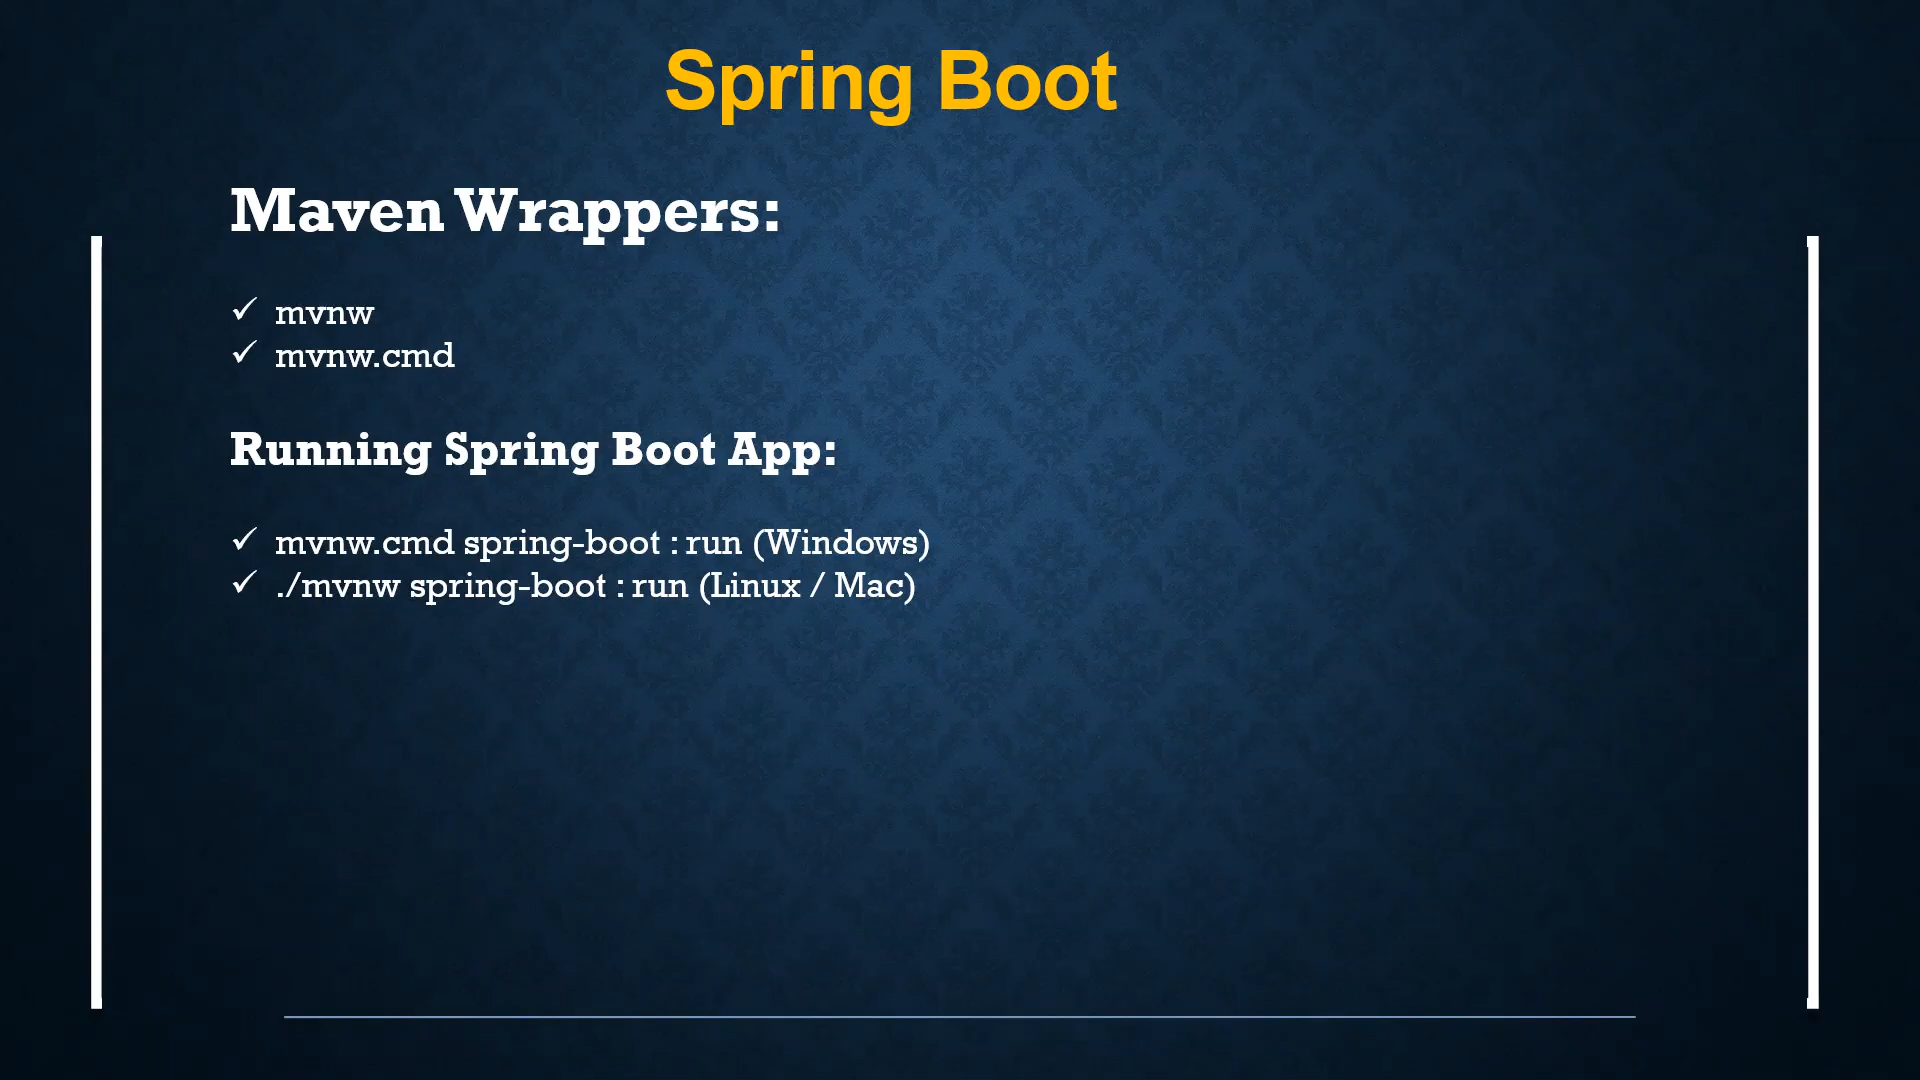 Spring Boot
Maven Wrappers:
✓ mvnw
✓ mvnw.cmd
Running Spring Boot App:
✓ mvnw.cmd spring-boot : run (Windows)
✓ ./mvnw spring-boot : run (Linux / Mac)